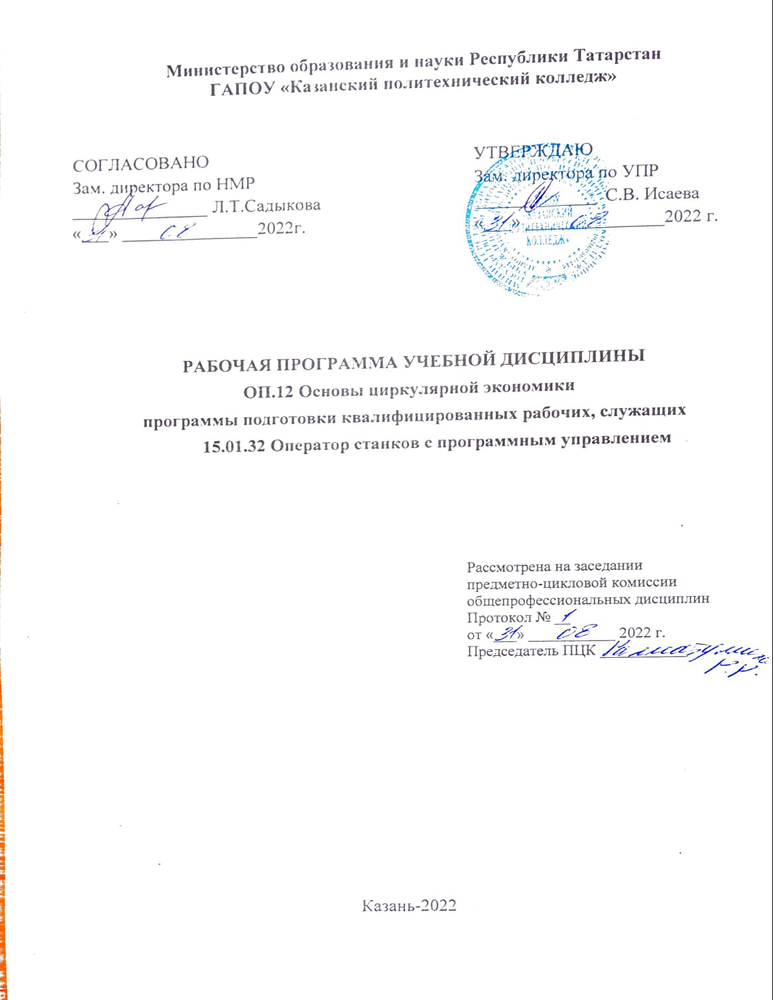 Министерство образования и науки Республики Татарстан
ГАПОУ «Казанский политехнический колледж»
СОГЛАСОВАНО
Зам. директора по НМР
Л.Т.Садыкова
«31» 08 2022г.
УТВЕРЖДАЮ
Зам. директора по УПР
С.В. Исаева
«31» 08 2022 г.
КАЗАНСКИЙ
ПОЛИТЕХНИЧЕСКИЙ
КОЛЛЕДЖ»
РАБОЧАЯ ПРОГРАММА УЧЕБНОЙ ДИСЦИПЛИНЫ
ОП.12 Основы циркулярной экономики
программы подготовки квалифицированных рабочих, служащих
15.01.32 Оператор станков с программным управлением
Рассмотрена на заседании
предметно-цикловой комиссии
общепрофессиональных дисциплин
Протокол № 1
от «31» 08 2022 г.
Председатель ПЦК
Казань-2022